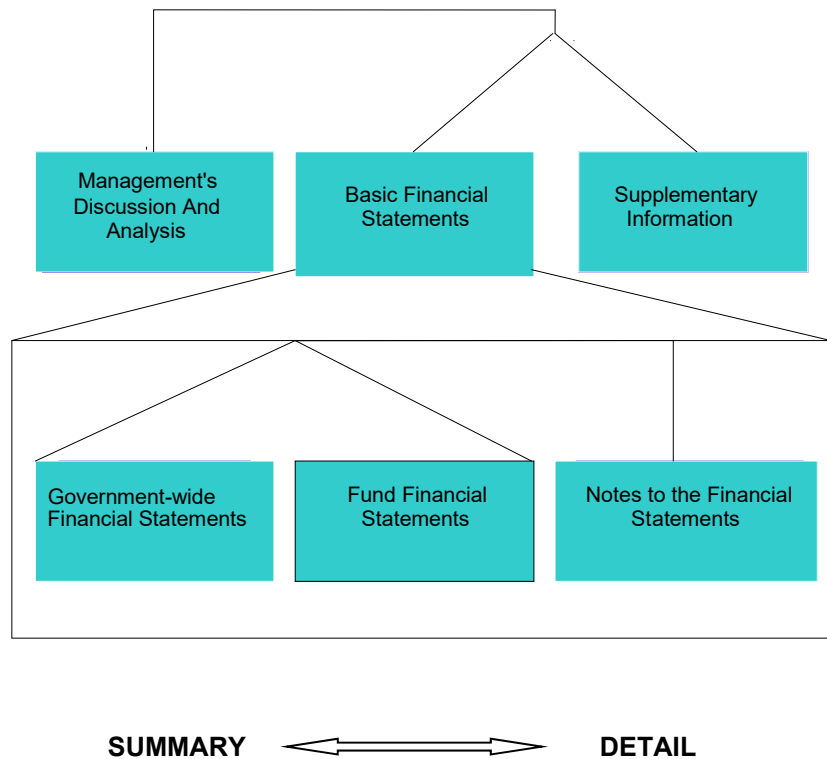 Management's
Discussion And
Analysis
Basic Financial
Statements
Supplementary
Information
Government-wide
Financial Statements
Fund Financial
Statements
Notes to the Financial
Statements
SUMMARY
DETAIL